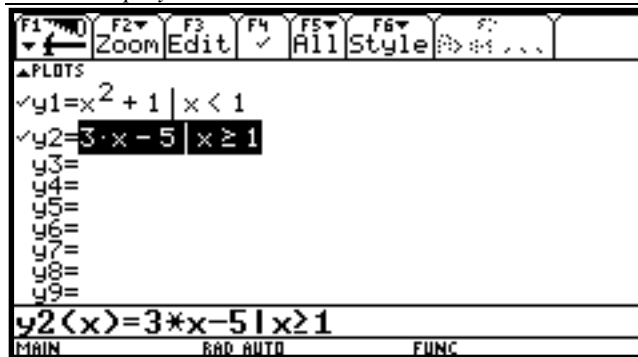 F1 F2 Zoom F3 Edit F4 ✓ F5 All F6 Style F7
▲PLOTS
✓y1=x² + 1 | x < 1
✓y2=3·x − 5 | x ≥ 1
y3=
y4=
y5=
y6=
y7=
y8=
y9=
y2(x)=3*x-5|x≥1
MAIN RAD AUTO FUNC